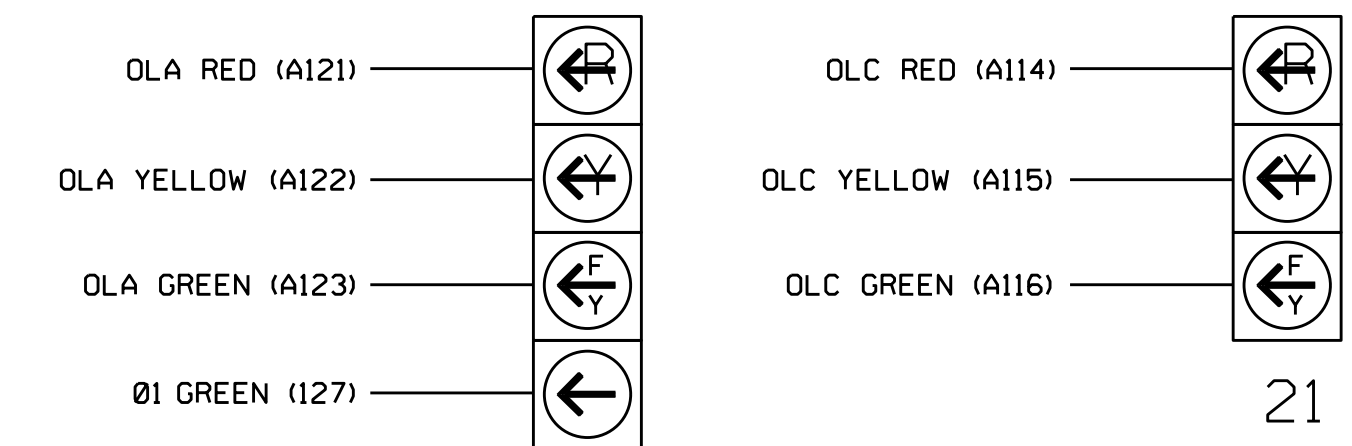 OLA RED (A121)
R
OLA YELLOW (A122)
Y
OLA GREEN (A123)
F
Y
Ø1 GREEN (127)
OLC RED (A114)
R
OLC YELLOW (A115)
Y
OLC GREEN (A116)
F
Y
21